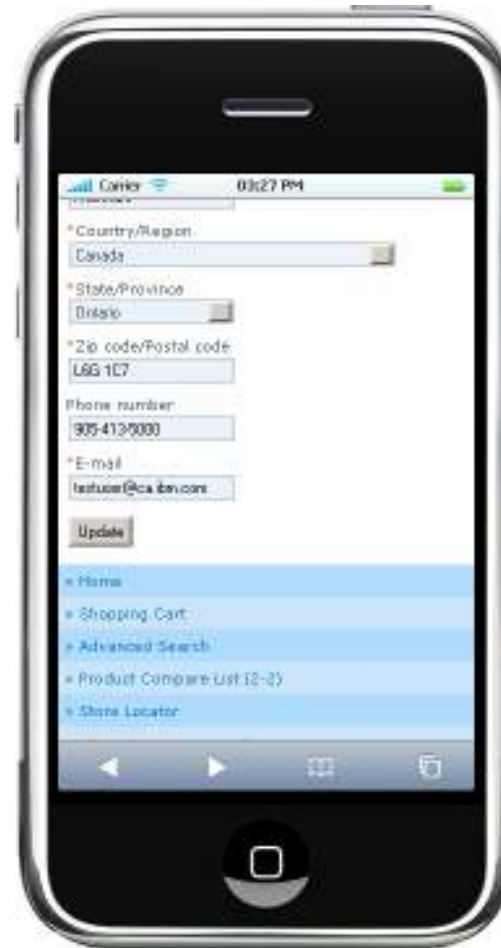 Carrier 03:27 PM
*Country/Region
Canada
*State/Province
Ontario
*Zip code/Postal code
L6G 1C7
Phone number
905-413-5000
*E-mail
testuser@ca.ibm.com
Update
» Home
» Shopping Cart
» Advanced Search
» Product Compare List (2-2)
» Store Locator